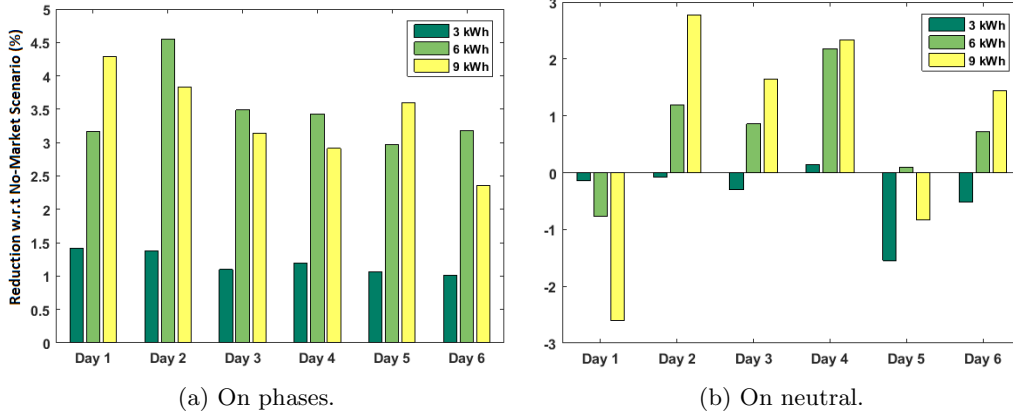 Reduction w.r.t No-Market Scenario (%)
5
4.5
4
3.5
3
2.5
2
1.5
1
0.5
0
3 kWh
6 kWh
9 kWh
Day 1 Day 2 Day 3 Day 4 Day 5 Day 6
(a) On phases.
3
2
1
0
-1
-2
-3
3 kWh
6 kWh
9 kWh
Day 1 Day 2 Day 3 Day 4 Day 5 Day 6
(b) On neutral.